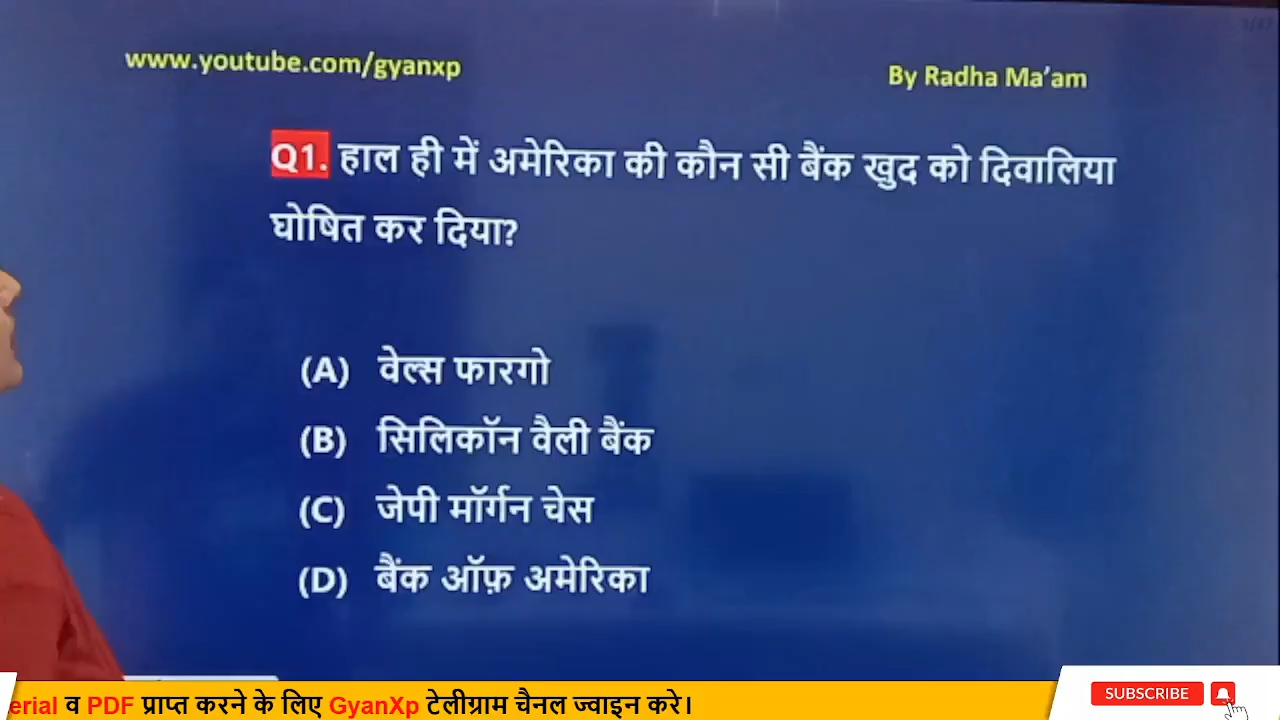 www.youtube.com/gyanxp
By Radha Ma'am
Q1. हाल ही में अमेरिका की कौन सी बैंक खुद को दिवालिया
घोषित कर दिया?
(A) वेल्स फारगो
(B) सिलिकॉन वैली बैंक
(C) जेपी मॉर्गन चेस
(D) बैंक ऑफ़ अमेरिका
erial व PDF प्राप्त करने के लिए GyanXp टेलीग्राम चैनल ज्वाइन करे।
SUBSCRIBE